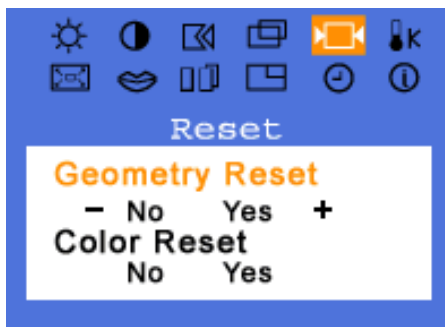 K
Reset
Geometry Reset
– No Yes +
Color Reset
No Yes